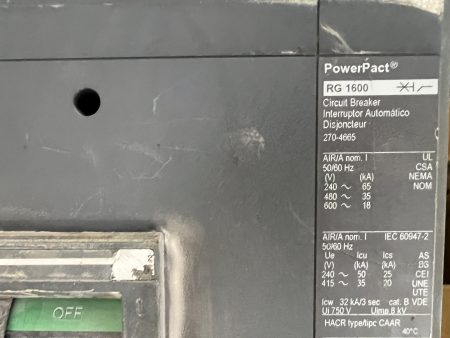 PowerPact®
RG 1600
Circuit Breaker
Interruptor Automático
Disjoncteur
270-4665
AIR/A nom. I UL
50/60 Hz CSA
(V) (kA) NEMA
240 ~ 65 NOM
480 ~ 35
600 ~ 18
AIR/A nom. I IEC 60947-2
50/60 Hz
Ue Icu Ics AS
(V) (kA) (kA) BS
240 ~ 50 25 CEI
415 ~ 35 20 UNE
UTE
Icw 32 kA/3 sec cat. B VDE
Ui 750 V Uimp 8 kV
HACR type/tipo CAAR
40°C
OFF